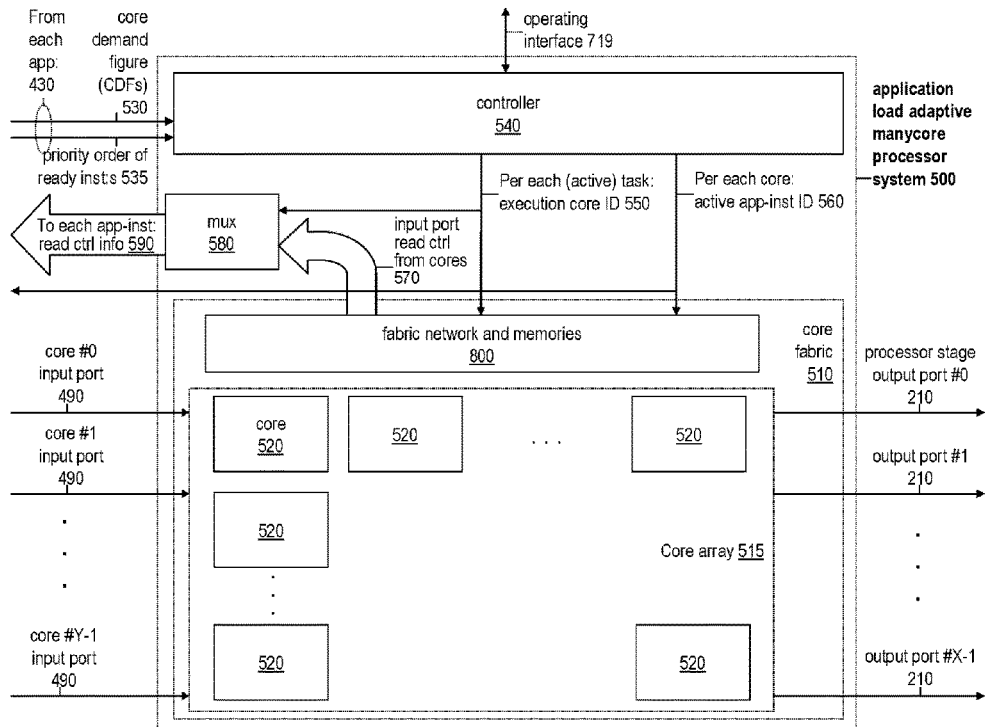 From
each
app:
430
core
demand
figure
(CDFs)
530
operating
interface 719
controller
540
application
load adaptive
manycore
processor
system 500
priority order of
ready inst:s 535
Per each (active) task:
execution core ID 550
Per each core:
active app-inst ID 560
To each app-inst:
read ctrl info 590
mux
580
input port
read ctrl
from cores
570
fabric network and memories
800
core
fabric
510
core #0
input port
490
processor stage
output port #0
210
core
520
520
. . .
520
core #1
input port
490
output port #1
210
520
Core array 515
520
520
core #Y-1
input port
490
output port #X-1
210